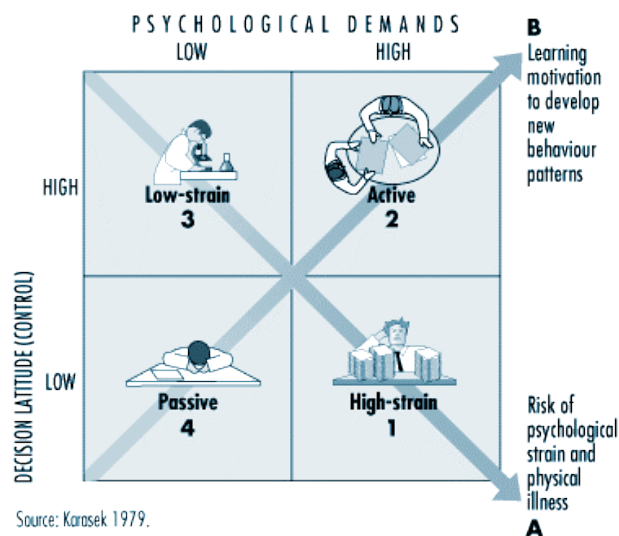 PSYCHOLOGICAL DEMANDS
LOW
HIGH
B
Learning
motivation
to develop
new
behaviour
patterns
HIGH
Low-strain
3
Active
2
DECISION LATITUDE (CONTROL)
LOW
Passive
4
High-strain
1
Risk of
psychological
strain and
physical
illness
A
Source: Karasek 1979.